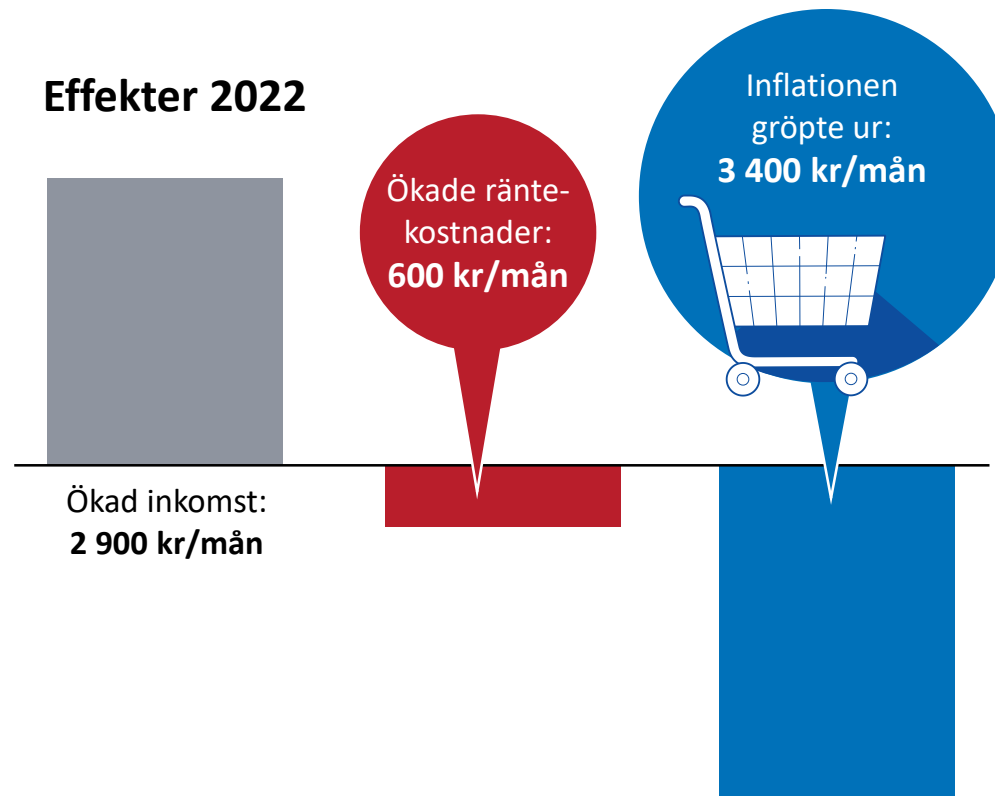 Effekter 2022
Ökad inkomst:
2 900 kr/mån
Ökade ränte-
kostnader:
600 kr/mån
Inflationen
gröpte ur:
3 400 kr/mån